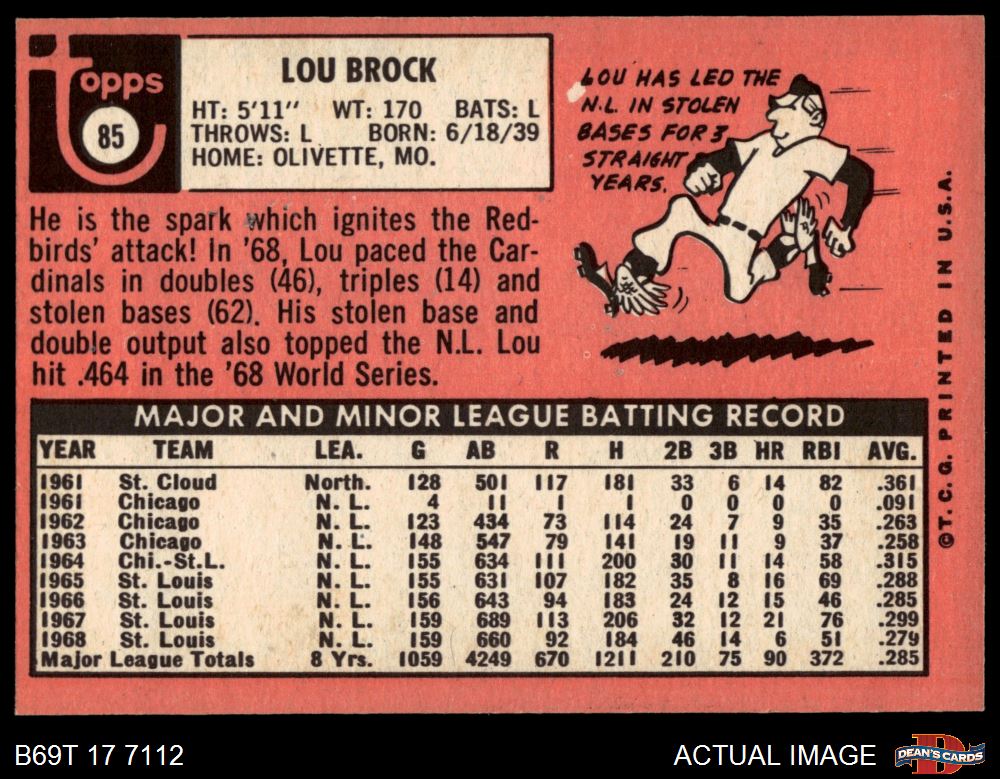 Topps
85
LOU BROCK
HT: 5'11" WT: 170 BATS: L
THROWS: L BORN: 6/18/39
HOME: OLIVETTE, MO.
LOU HAS LED THE
N.L. IN STOLEN
BASES FOR 3
STRAIGHT
YEARS.
He is the spark which ignites the Red-
birds' attack! In '68, Lou paced the Car-
dinals in doubles (46), triples (14) and
stolen bases (62). His stolen base and
double output also topped the N.L. Lou
hit .464 in the '68 World Series.
MAJOR AND MINOR LEAGUE BATTING RECORD
YEAR TEAM LEA. G AB R H 2B 3B HR RBI AVG.
1961 St. Cloud North. 128 501 117 181 33 6 14 82 .361
1961 Chicago N. L. 4 11 1 1 0 0 0 0 .091
1962 Chicago N. L. 123 434 73 114 24 7 9 35 .263
1963 Chicago N. L. 148 547 79 141 19 11 9 37 .258
1964 Chi.-St.L. N. L. 155 634 111 200 30 11 14 58 .315
1965 St. Louis N. L. 155 631 107 182 35 8 16 69 .288
1966 St. Louis N. L. 156 643 94 183 24 12 15 46 .285
1967 St. Louis N. L. 159 689 113 206 32 12 21 76 .299
1968 St. Louis N. L. 159 660 92 184 46 14 6 51 .279
Major League Totals 8 Yrs. 1059 4249 670 1211 210 75 90 372 .285
©T. C. G. PRINTED IN U.S.A.
B69T 17 7112
ACTUAL IMAGE
DEAN'S CARDS